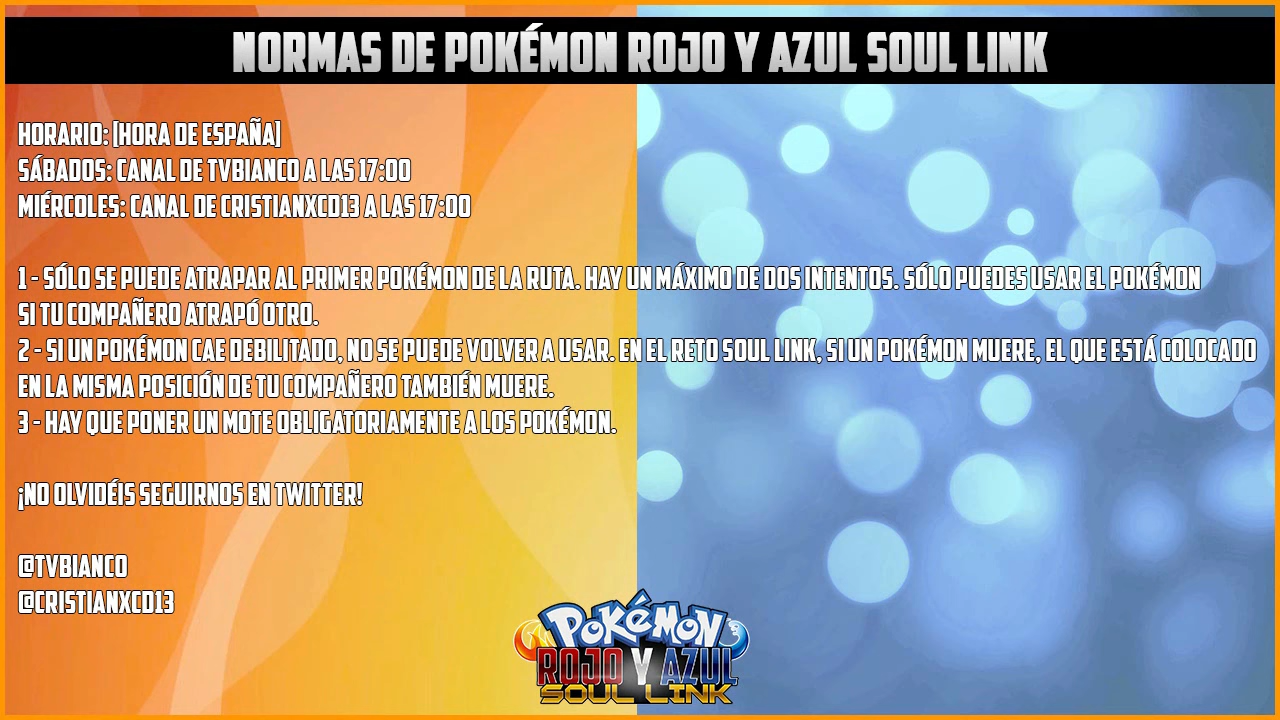 NORMAS DE POKÉMON ROJO Y AZUL SOUL LINK
HORARIO: [HORA DE ESPAÑA]
SÁBADOS: CANAL DE TVBIANCO A LAS 17:00
MIÉRCOLES: CANAL DE CRISTIANXCD13 A LAS 17:00
1 - SÓLO SE PUEDE ATRAPAR AL PRIMER POKÉMON DE LA RUTA. HAY UN MÁXIMO DE DOS INTENTOS. SÓLO PUEDES USAR EL POKÉMON
SI TU COMPAÑERO ATRAPÓ OTRO.
2 - SI UN POKÉMON CAE DEBILITADO, NO SE PUEDE VOLVER A USAR. EN EL RETO SOUL LINK, SI UN POKÉMON MUERE, EL QUE ESTÁ COLOCADO
EN LA MISMA POSICIÓN DE TU COMPAÑERO TAMBIÉN MUERE.
3 - HAY QUE PONER UN MOTE OBLIGATORIAMENTE A LOS POKÉMON.
¡NO OLVIDÉIS SEGUIRNOS EN TWITTER!
@TVBIANCO
@CRISTIANXCD13
POKÉMON
ROJO Y AZUL
SOUL LINK